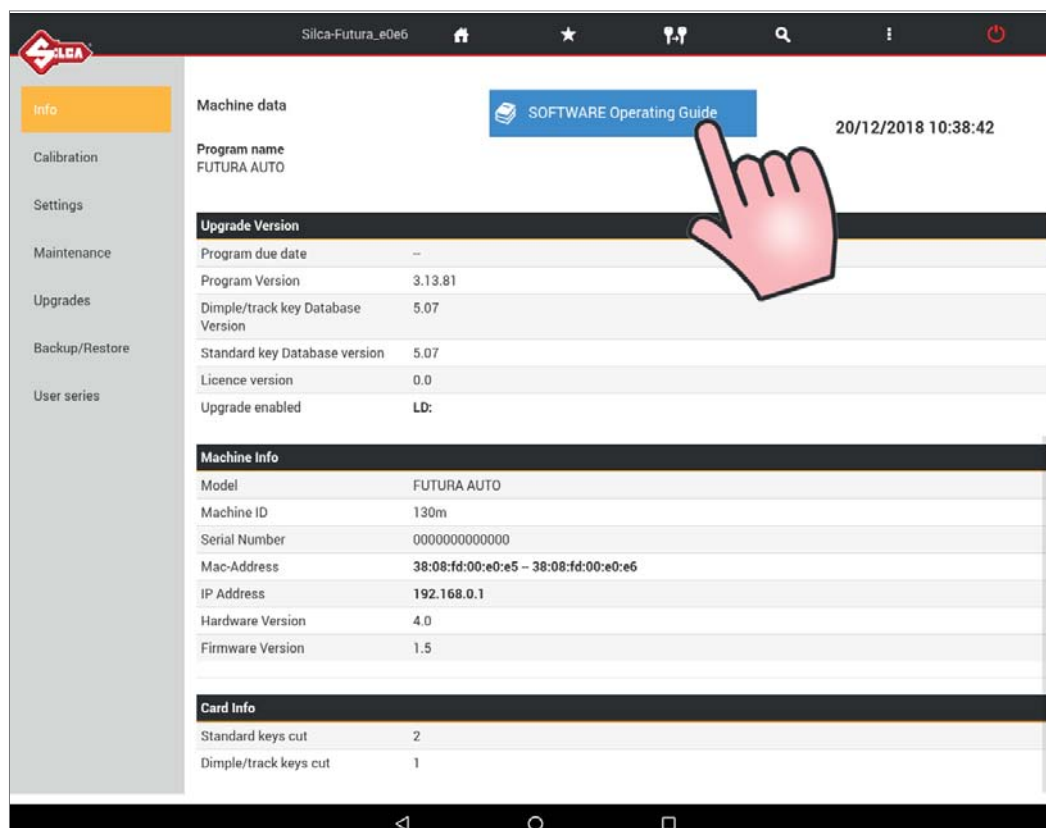 Silca-Futura_e0e6
SILCA
Info
Calibration
Settings
Maintenance
Upgrades
Backup/Restore
User series
Machine data
SOFTWARE Operating Guide
20/12/2018 10:38:42
Program name
FUTURA AUTO
Upgrade Version
Program due date --
Program Version 3.13.81
Dimple/track key Database
Version 5.07
Standard key Database version 5.07
Licence version 0.0
Upgrade enabled LD:
Machine Info
Model FUTURA AUTO
Machine ID 130m
Serial Number 0000000000000
Mac-Address 38:08:fd:00:e0:e5 -- 38:08:fd:00:e0:e6
IP Address 192.168.0.1
Hardware Version 4.0
Firmware Version 1.5
Card Info
Standard keys cut 2
Dimple/track keys cut 1